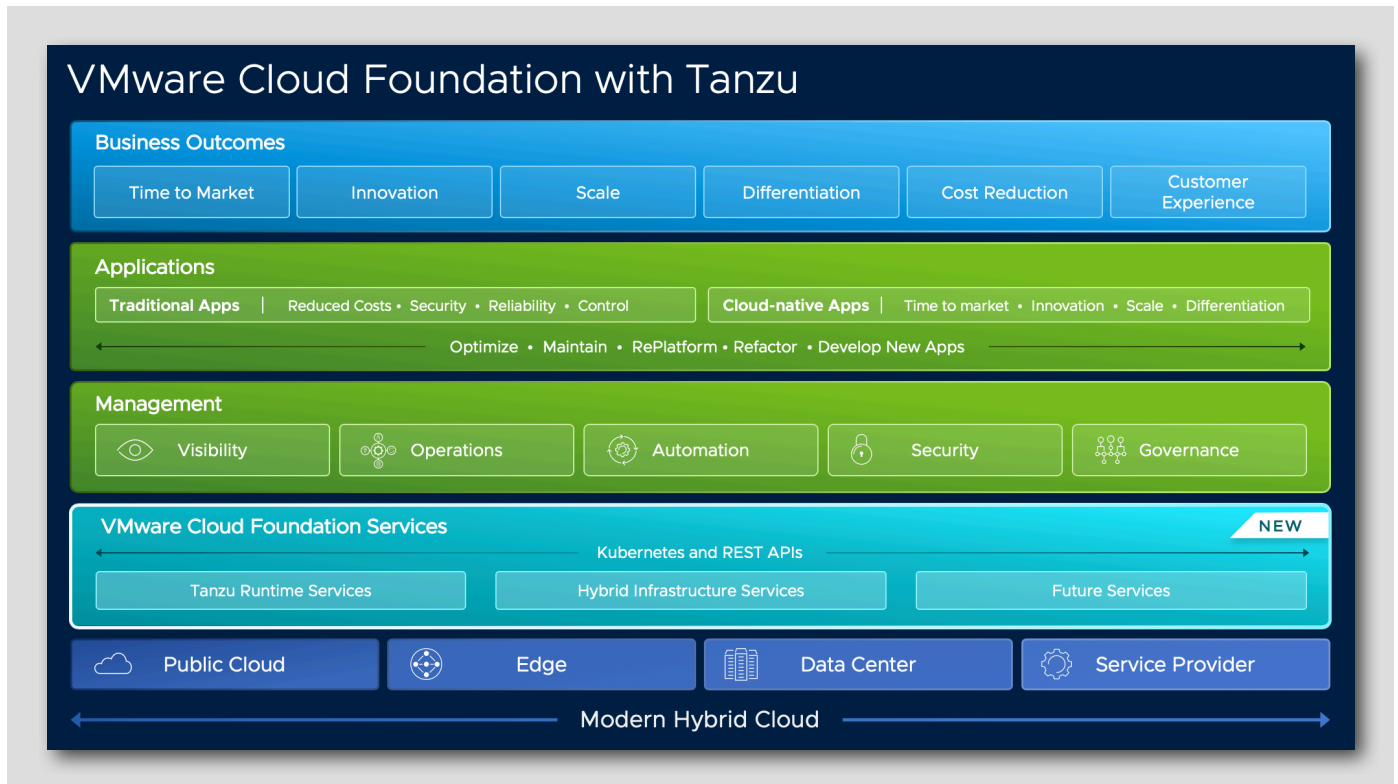 VMware Cloud Foundation with Tanzu
Business Outcomes
Time to Market
Innovation
Scale
Differentiation
Cost Reduction
Customer
Experience
Applications
Traditional Apps | Reduced Costs • Security • Reliability • Control
Cloud-native Apps | Time to market • Innovation • Scale • Differentiation
Optimize • Maintain • RePlatform • Refactor • Develop New Apps
Management
Visibility
Operations
Automation
Security
Governance
VMware Cloud Foundation Services
NEW
Kubernetes and REST APIs
Tanzu Runtime Services
Hybrid Infrastructure Services
Future Services
Public Cloud
Edge
Data Center
Service Provider
Modern Hybrid Cloud